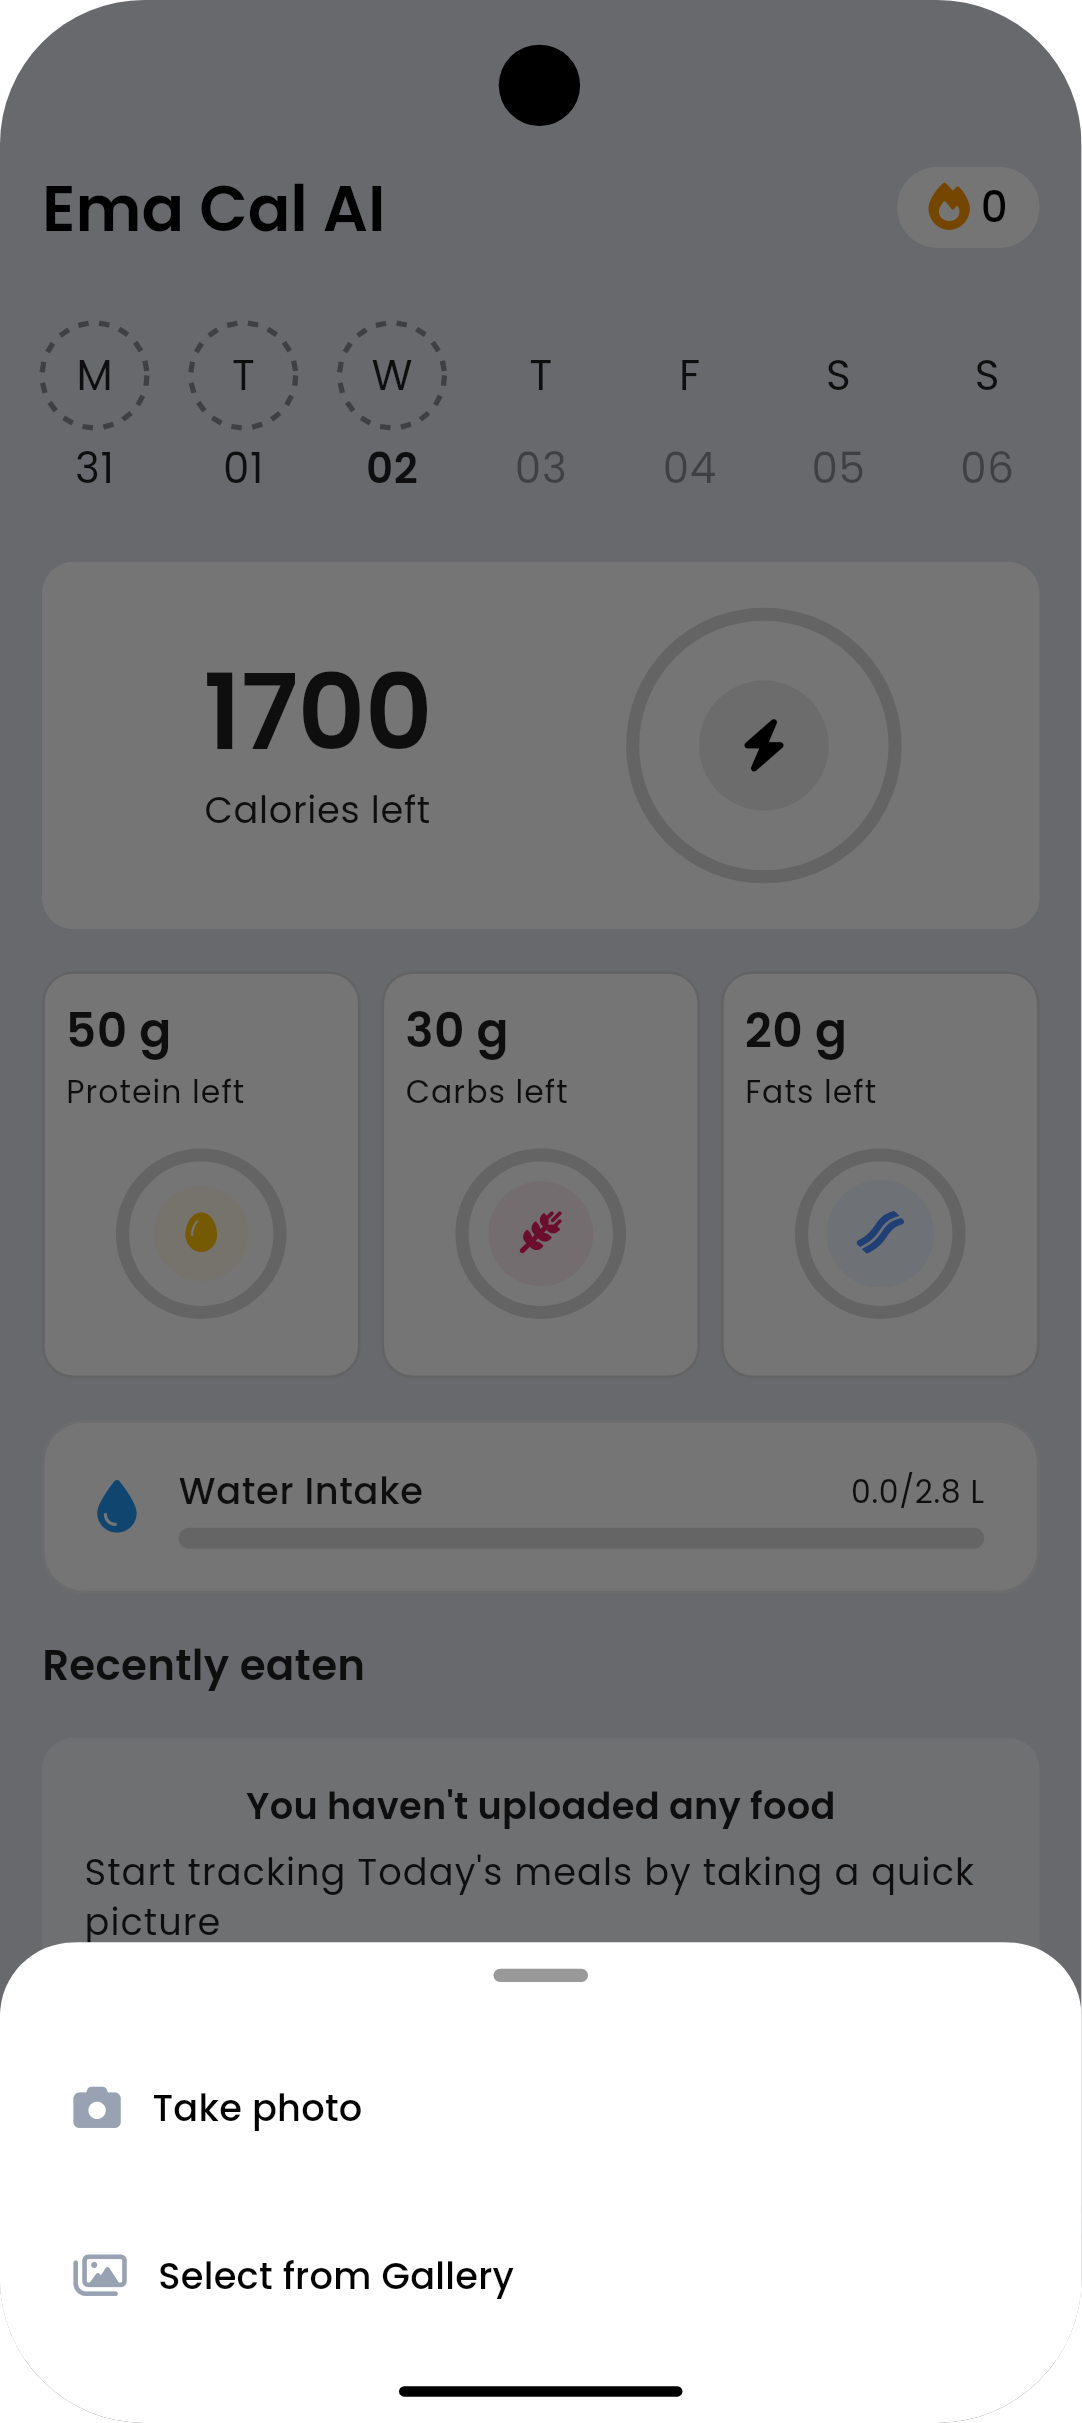 Ema Cal AI
0
M T W T F S S
31 01 02 03 04 05 06
1700
Calories left
50 g
Protein left
30 g
Carbs left
20 g
Fats left
Water Intake
0.0/2.8 L
Recently eaten
You haven't uploaded any food
Start tracking Today's meals by taking a quick
picture
Take photo
Select from Gallery